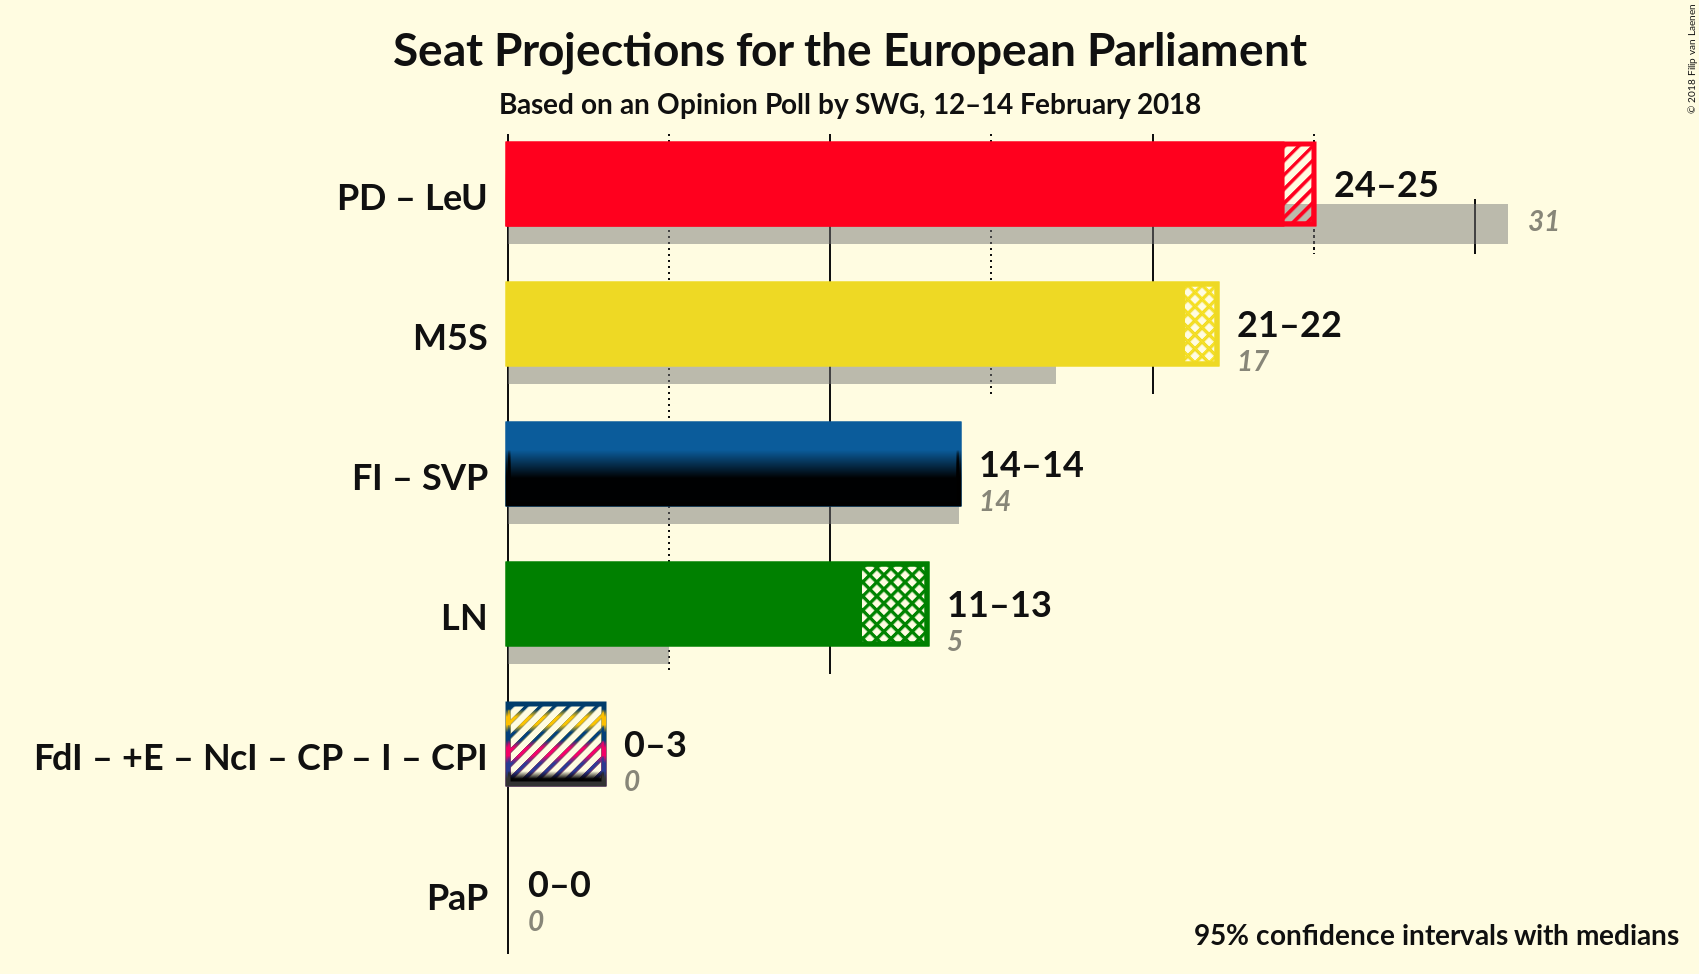 Seat Projections for the European Parliament
Based on an Opinion Poll by SWG, 12–14 February 2018
© 2018 Filip van Laenen
PD – LeU
24–25
31
M5S
21–22
17
FI – SVP
14–14
14
LN
11–13
5
FdI – +E – NcI – CP – I – CPI
0–3
0
PaP
0–0
0
95% confidence intervals with medians